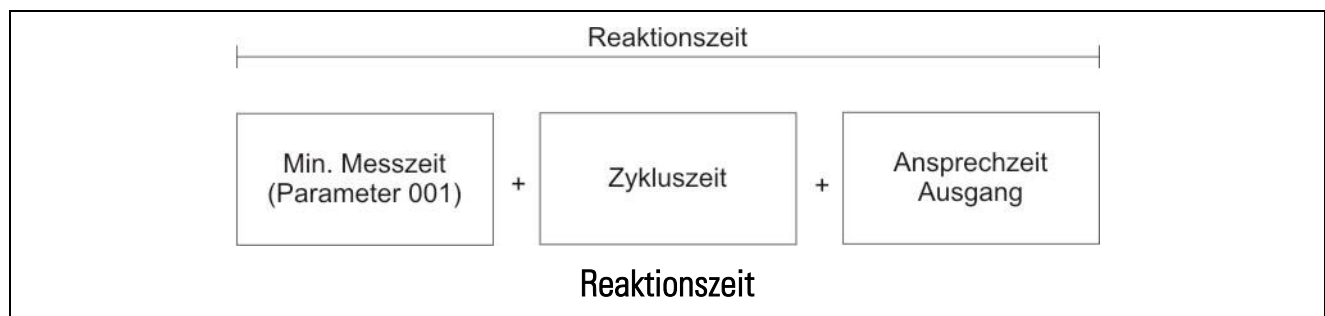 Reaktionszeit
Min. Messzeit
(Parameter 001)
+
Zykluszeit
+
Ansprechzeit
Ausgang
Reaktionszeit